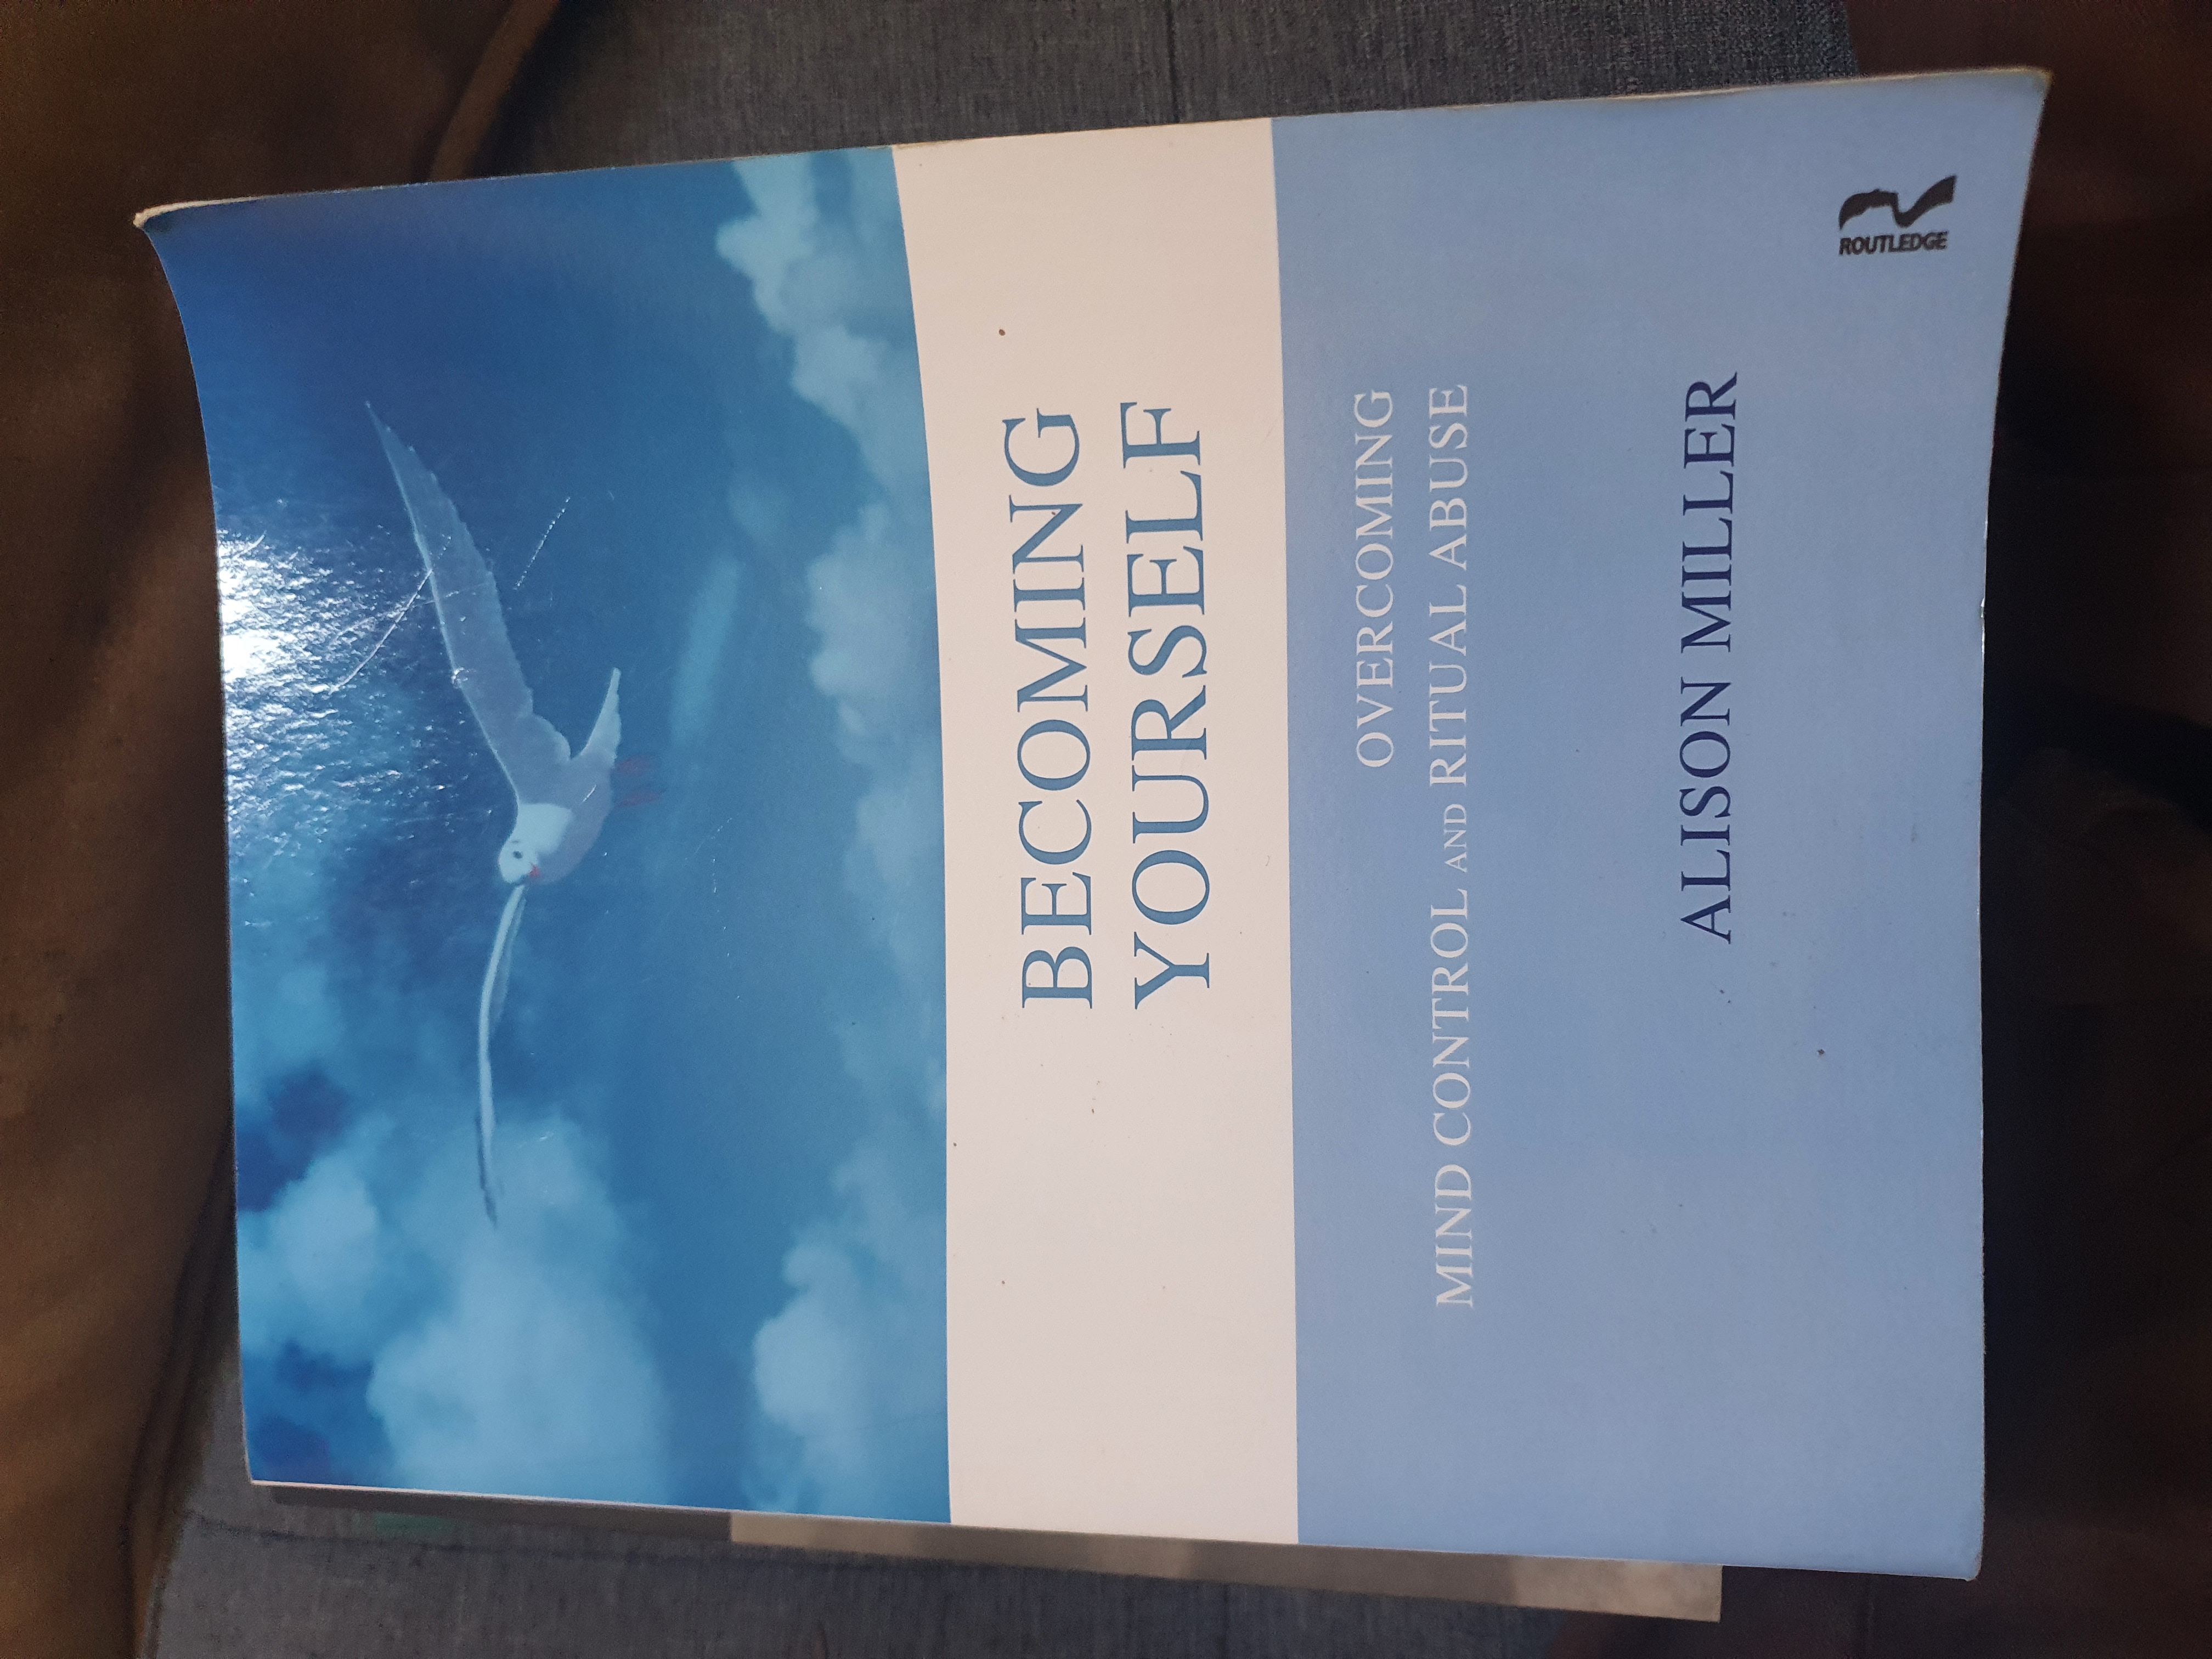 BECOMING
YOURSELF
OVERCOMING
MIND CONTROL AND RITUAL ABUSE
ALISON MILLER
ROUTLEDGE